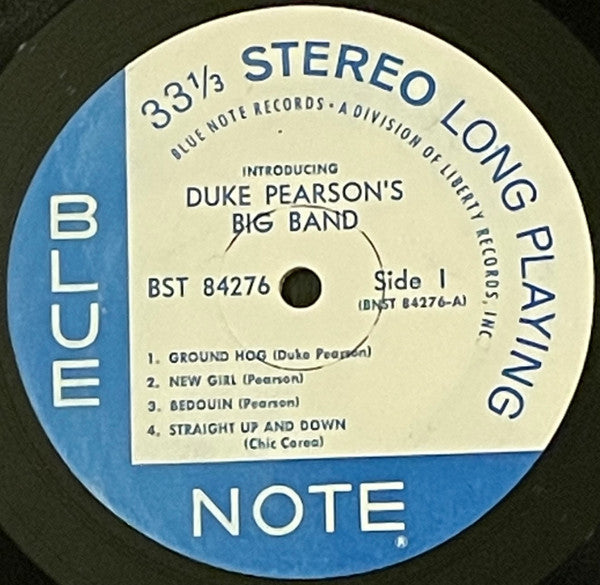 33⅓ STEREO LONG PLAYING
BLUE NOTE RECORDS • A DIVISION OF LIBERTY RECORDS, INC.
INTRODUCING
DUKE PEARSON'S
BIG BAND
BST 84276
Side 1
(BNST 84276-A)
1. GROUND HOG (Duke Pearson)
2. NEW GIRL (Pearson)
3. BEDOUIN (Pearson)
4. STRAIGHT UP AND DOWN
(Chic Corea)
BLUE
NOTE®